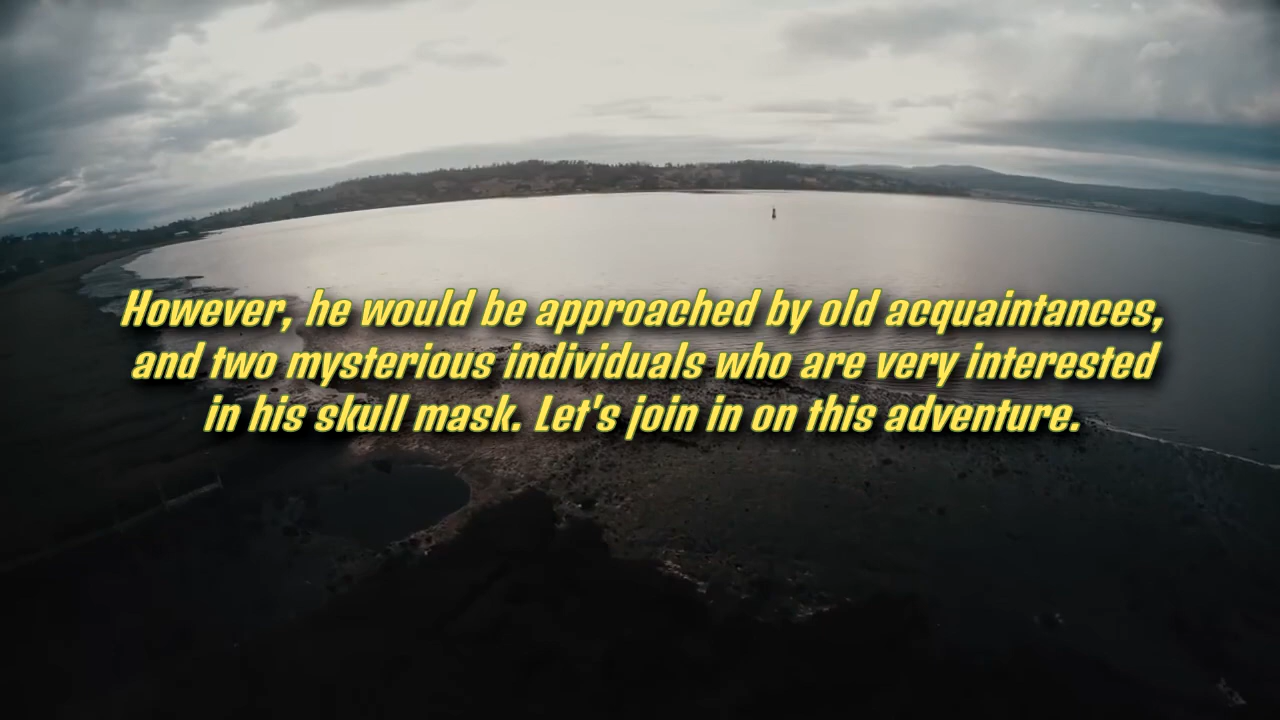 However, he would be approached by old acquaintances,
and two mysterious individuals who are very interested
in his skull mask. Let's join in on this adventure.